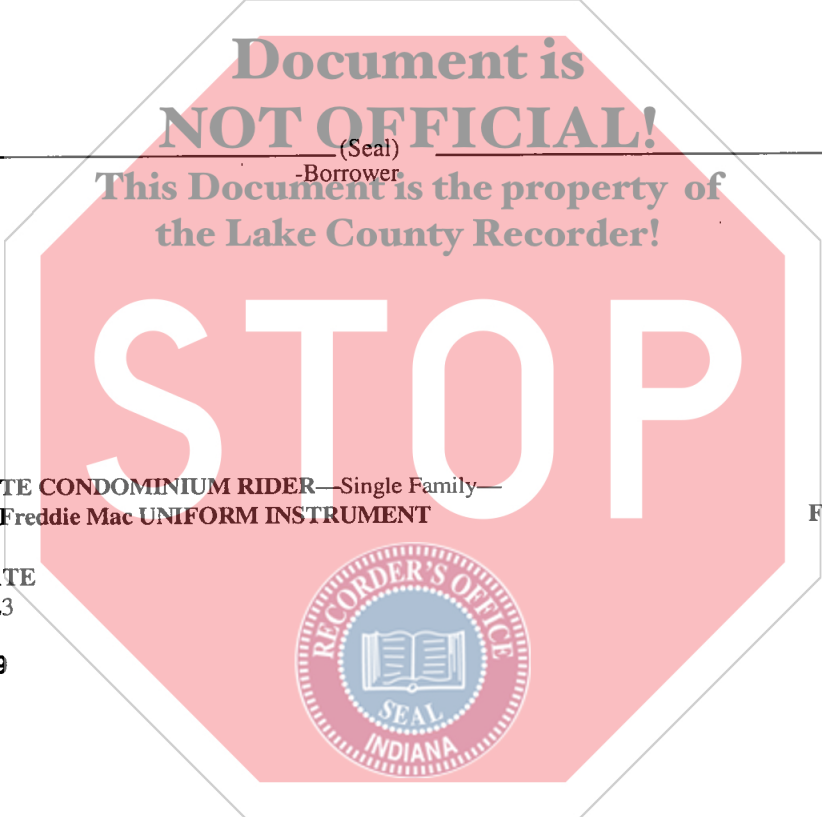 Document is
NOT OFFICIAL!
(Seal)
-Borrower
This Document is the property of
the Lake County Recorder!
STOP
TE CONDOMINIUM RIDER—Single Family—
Freddie Mac UNIFORM INSTRUMENT
F
TE
3
9
RECORDER'S OFFICE
SEAL
INDIANA